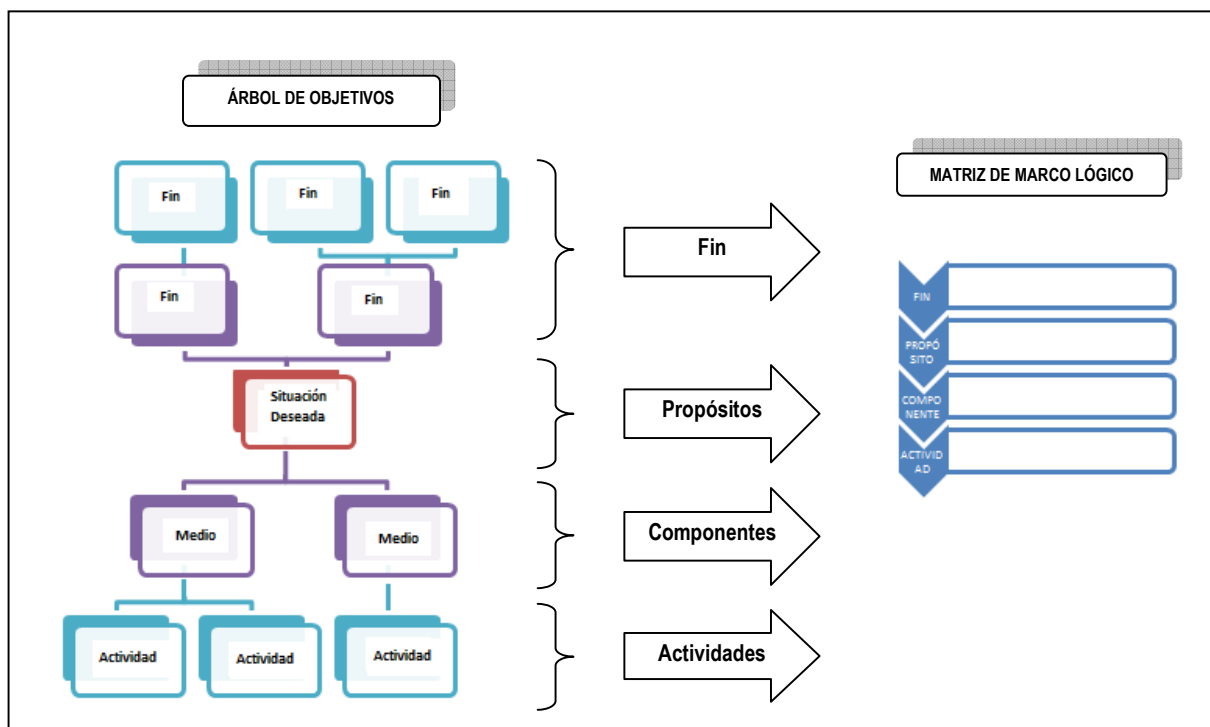 ÁRBOL DE OBJETIVOS
MATRIZ DE MARCO LÓGICO
Fin
Fin
Fin
Fin
Fin
Fin
FIN
Situación
Deseada
Propósitos
PROPÓ
SITO
COMPO
NENTE
ACTIVID
AD
Medio
Medio
Componentes
Actividad
Actividad
Actividad
Actividades